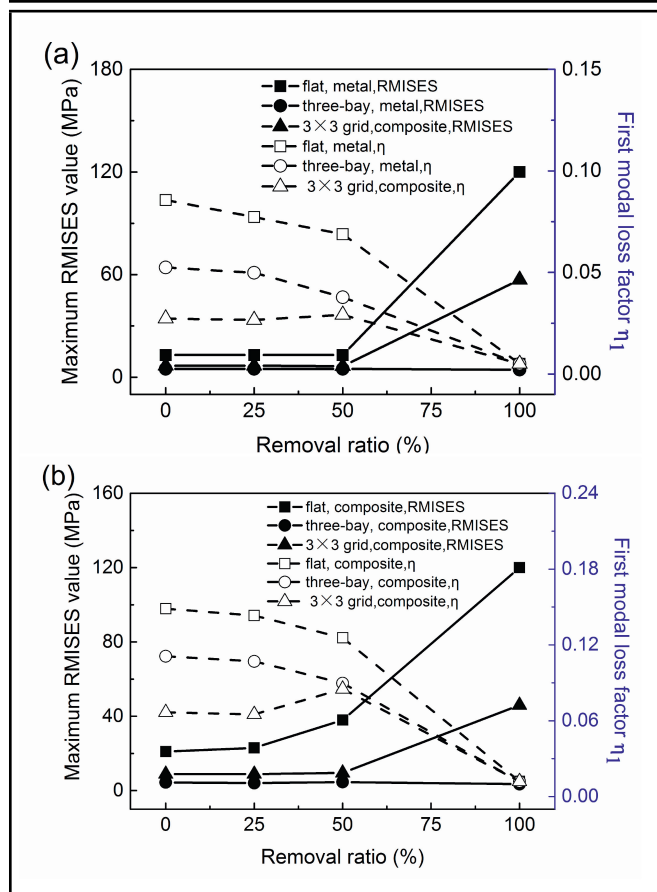 (a)
180
120
60
0
Maximum RMISES value (MPa)
flat, metal,RMISES
three-bay, metal,RMISES
3×3 grid,composite,RMISES
flat, metal,η
three-bay, metal,η
3×3 grid,composite,η
0.15
0.10
0.05
0.00
First modal loss factor η1
0 25 50 75 100
Removal ratio (%)
(b)
160
120
80
40
0
Maximum RMISES value (MPa)
flat, composite,RMISES
three-bay, composite,RMISES
3×3 grid,composite,RMISES
flat, composite,η
three-bay, composite,η
3×3 grid,composite,η
0.24
0.18
0.12
0.06
0.00
First modal loss factor η1
0 25 50 75 100
Removal ratio (%)